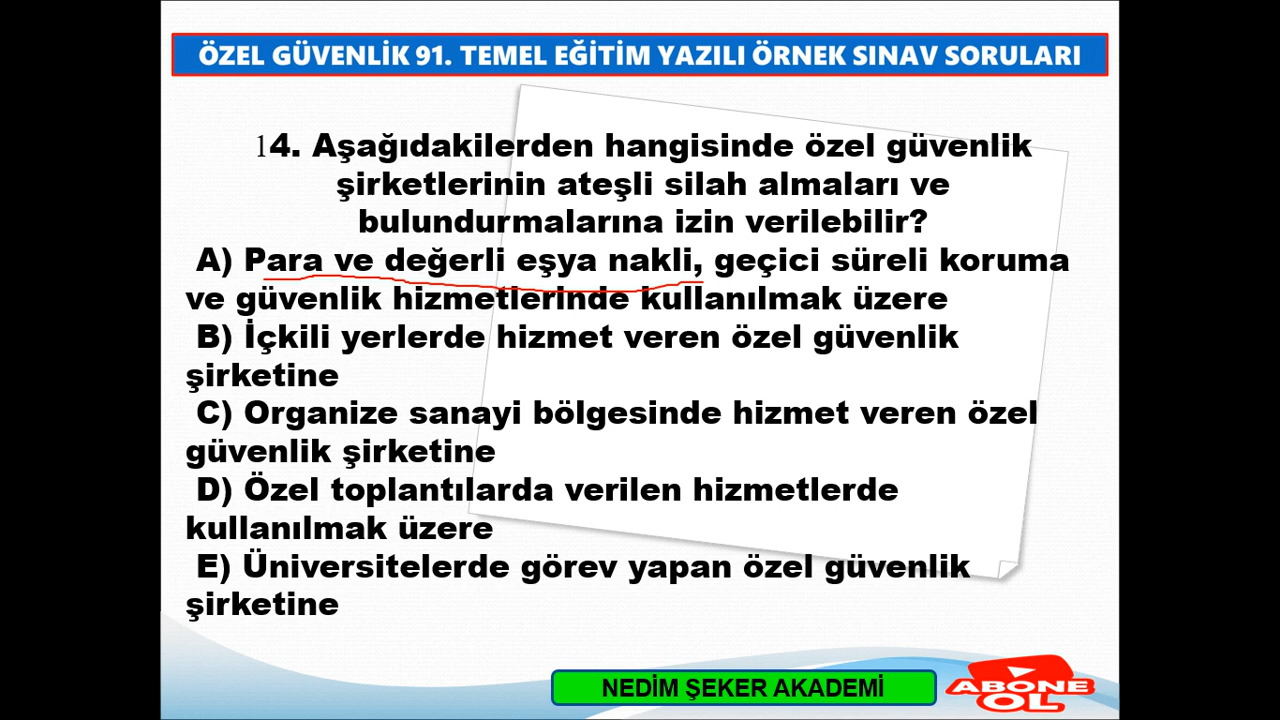 ÖZEL GÜVENLİK 91. TEMEL EĞİTİM YAZILI ÖRNEK SINAV SORULARI
14. Aşağıdakilerden hangisinde özel güvenlik
şirketlerinin ateşli silah almaları ve
bulundurmalarına izin verilebilir?
A) Para ve değerli eşya nakli, geçici süreli koruma
ve güvenlik hizmetlerinde kullanılmak üzere
B) İçkili yerlerde hizmet veren özel güvenlik
şirketine
C) Organize sanayi bölgesinde hizmet veren özel
güvenlik şirketine
D) Özel toplantılarda verilen hizmetlerde
kullanılmak üzere
E) Üniversitelerde görev yapan özel güvenlik
şirketine
NEDİM ŞEKER AKADEMİ
ABONE
OL